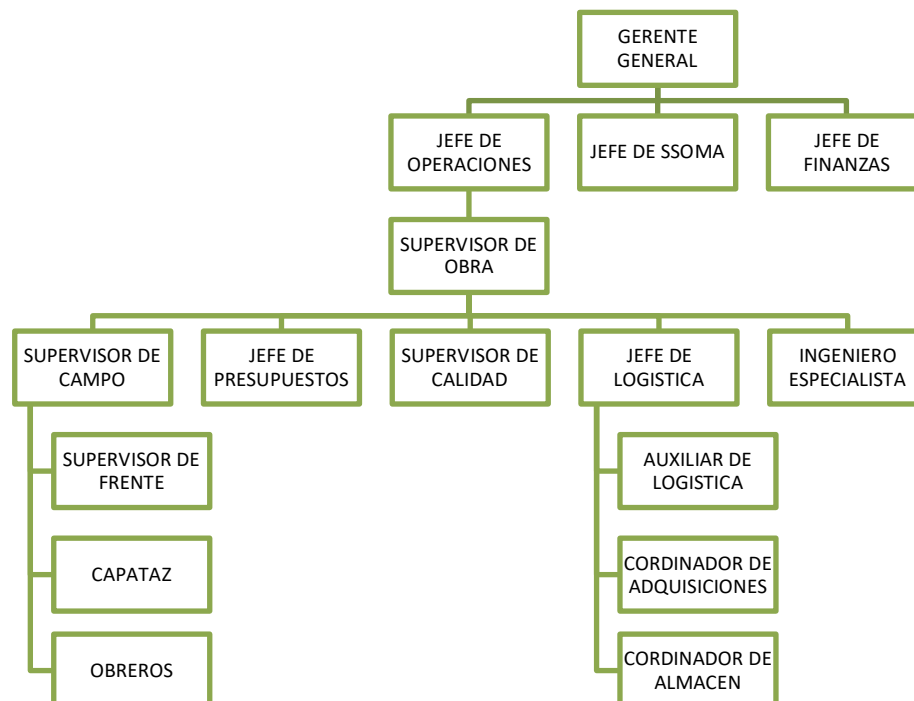 GERENTE
GENERAL
JEFE DE
OPERACIONES
JEFE DE SSOMA
JEFE DE
FINANZAS
SUPERVISOR DE
OBRA
SUPERVISOR DE
CAMPO
JEFE DE
PRESUPUESTOS
SUPERVISOR DE
CALIDAD
JEFE DE
LOGISTICA
INGENIERO
ESPECIALISTA
SUPERVISOR DE
FRENTE
CAPATAZ
OBREROS
AUXILIAR DE
LOGISTICA
CORDINADOR DE
ADQUISICIONES
CORDINADOR DE
ALMACEN